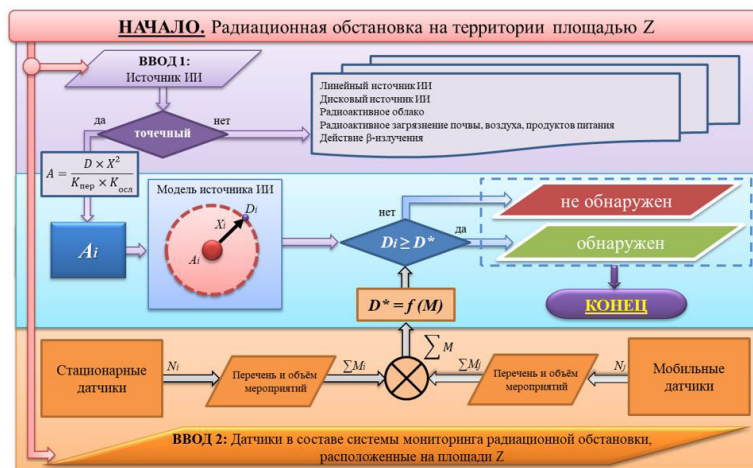 НАЧАЛО. Радиационная обстановка на территории площадью Z
ВВОД 1:
Источник ИИ
да
точечный
нет
Линейный источник ИИ
Дисковый источник ИИ
Радиоактивное облако
Радиоактивное загрязнение почвы, воздуха, продуктов питания
Действие β-излучения
A = D × X² / Kпер × Kосл
Ai
Модель источника ИИ
Xi
Di
Ai
нет
Di ≥ D*
да
не обнаружен
обнаружен
КОНЕЦ
D* = f (M)
∑ M
Стационарные
датчики
Ni
Перечень и объём
мероприятий
∑Mi
∑Mj
Перечень и объём
мероприятий
Nj
Мобильные
датчики
ВВОД 2: Датчики в составе системы мониторинга радиационной обстановки,
расположенные на площади Z